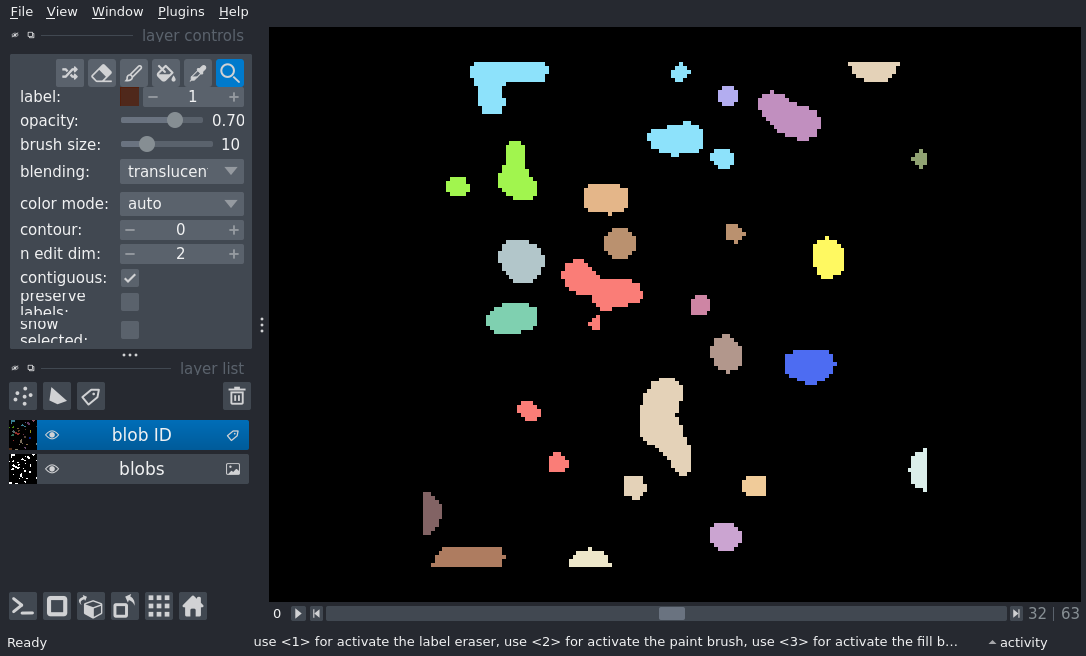 File View Window Plugins Help
layer controls
label: 1
opacity: 0.70
brush size: 10
blending: translucen
color mode: auto
contour: 0
n edit dim: 2
contiguous:
preserve
labels:
show
selected:
layer list
blob ID
blobs
0 32 | 63
Ready use <1> for activate the label eraser, use <2> for activate the paint brush, use <3> for activate the fill b... activity